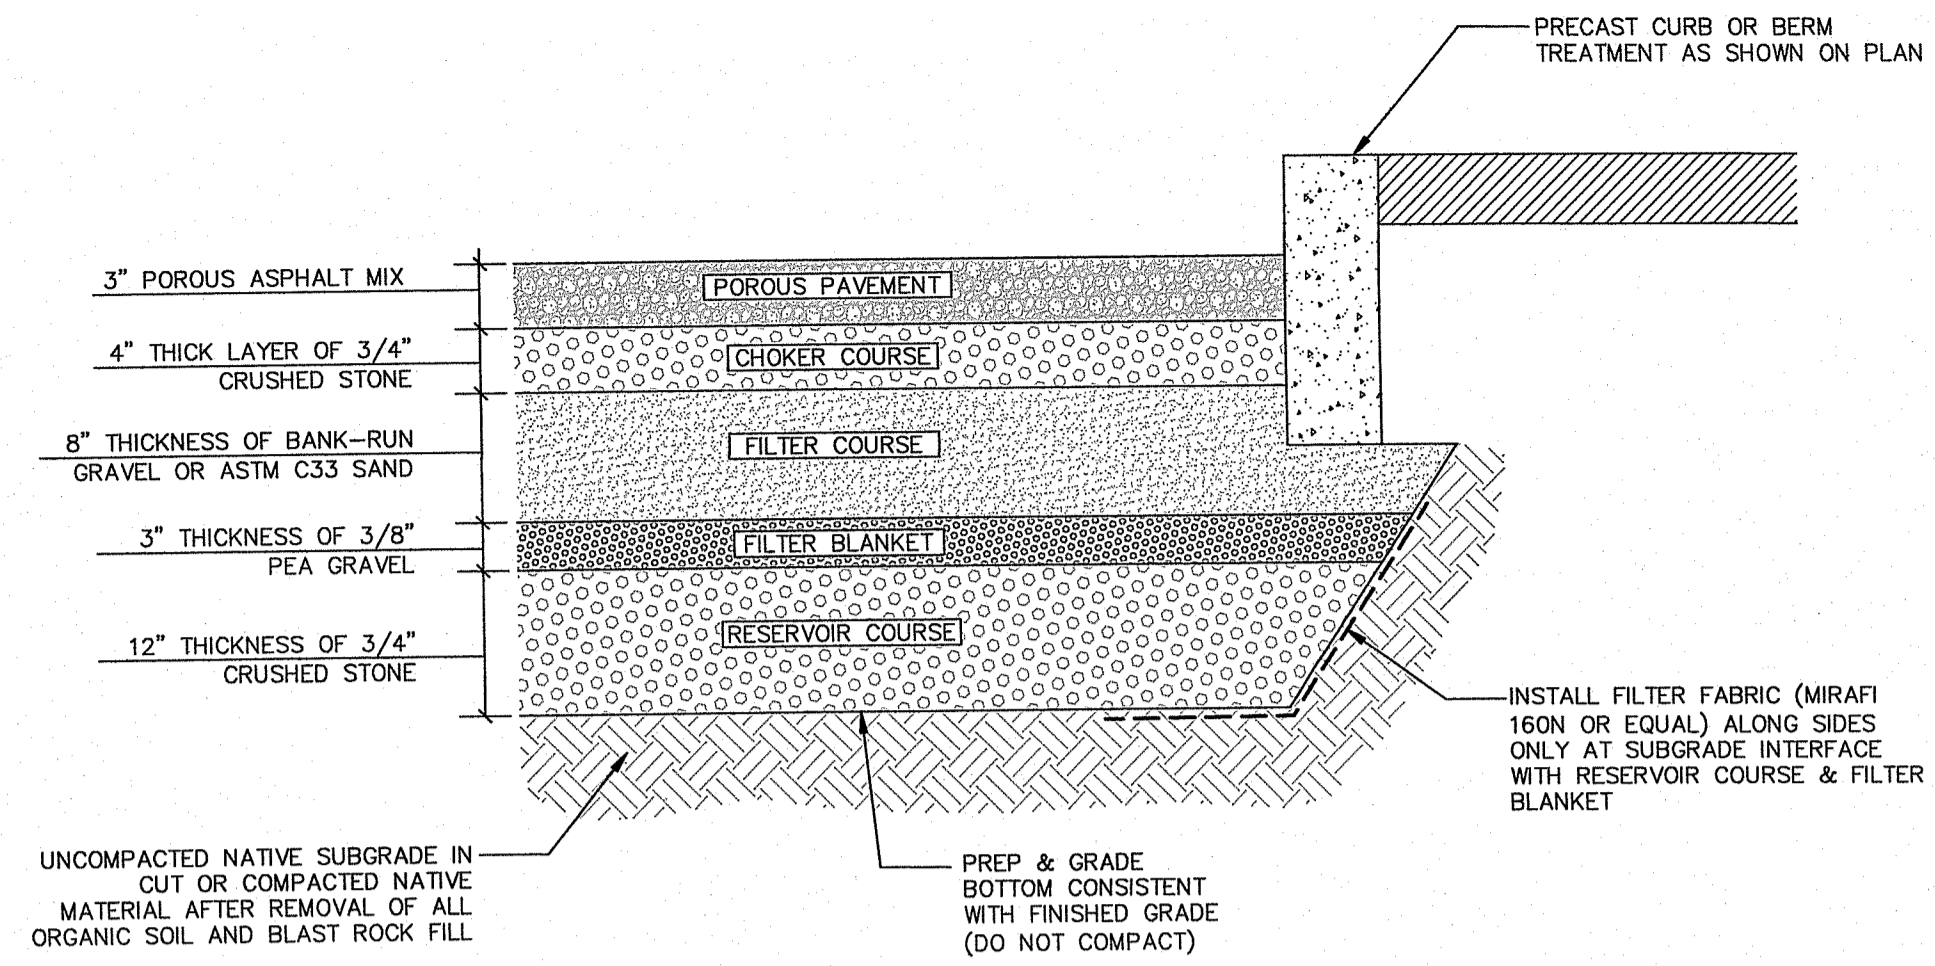 PRECAST CURB OR BERM
TREATMENT AS SHOWN ON PLAN
3" POROUS ASPHALT MIX
POROUS PAVEMENT
4" THICK LAYER OF 3/4"
CRUSHED STONE
CHOKER COURSE
8" THICKNESS OF BANK-RUN
GRAVEL OR ASTM C33 SAND
FILTER COURSE
3" THICKNESS OF 3/8"
PEA GRAVEL
FILTER BLANKET
12" THICKNESS OF 3/4"
CRUSHED STONE
RESERVOIR COURSE
INSTALL FILTER FABRIC (MIRAFI
160N OR EQUAL) ALONG SIDES
ONLY AT SUBGRADE INTERFACE
WITH RESERVOIR COURSE & FILTER
BLANKET
UNCOMPACTED NATIVE SUBGRADE IN
CUT OR COMPACTED NATIVE
MATERIAL AFTER REMOVAL OF ALL
ORGANIC SOIL AND BLAST ROCK FILL
PREP & GRADE
BOTTOM CONSISTENT
WITH FINISHED GRADE
(DO NOT COMPACT)